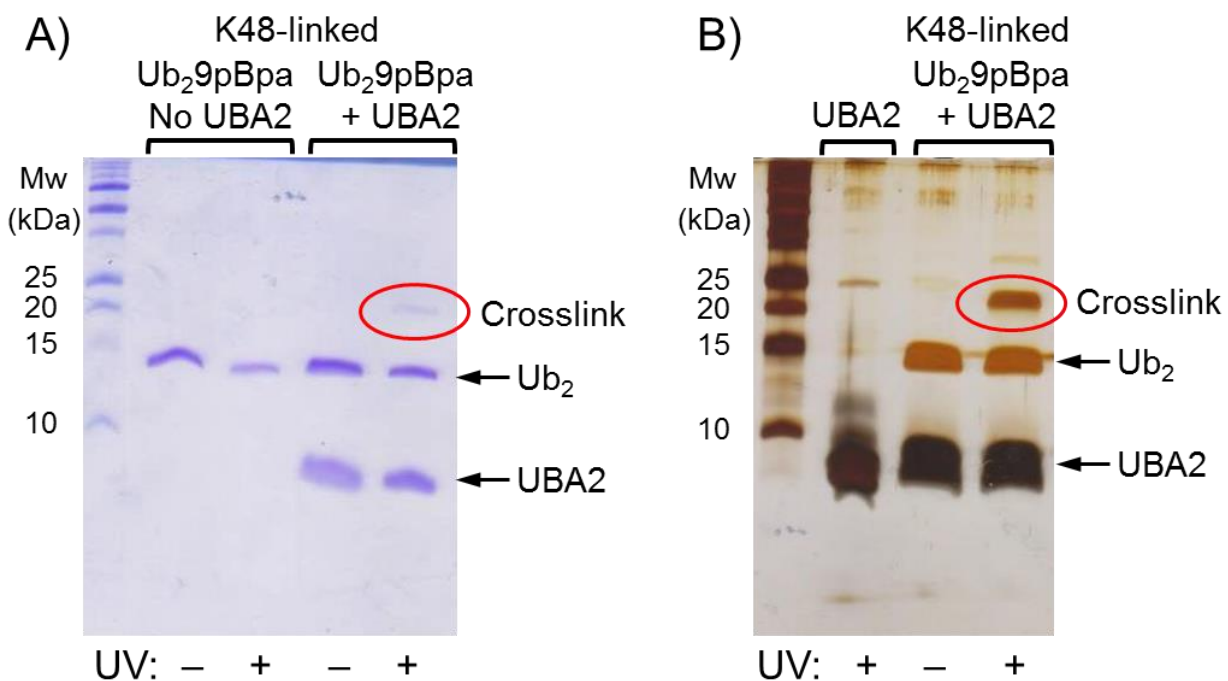 A)
K48-linked
Ub₂9pBpa Ub₂9pBpa
No UBA2 + UBA2
Mw
(kDa)
25
20
15
10
Crosslink
Ub₂
UBA2
UV: – + – +
B)
K48-linked
Ub₂9pBpa
UBA2 + UBA2
Mw
(kDa)
25
20
15
10
Crosslink
Ub₂
UBA2
UV: + – +